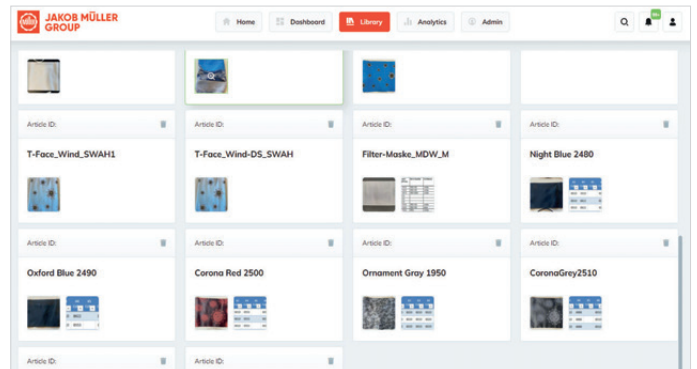 JAKOB MÜLLER
GROUP
Home
Dashboard
Library
Analytics
Admin
Article ID:
Article ID:
Article ID:
Article ID:
T-Face_Wind_SWAH1
T-Face_Wind-DS_SWAH
Filter-Maske_MDW_M
Night Blue 2480
Article ID:
Article ID:
Article ID:
Article ID:
Oxford Blue 2490
Corona Red 2500
Ornament Gray 1950
CoronaGrey2510
Article ID:
Article ID: